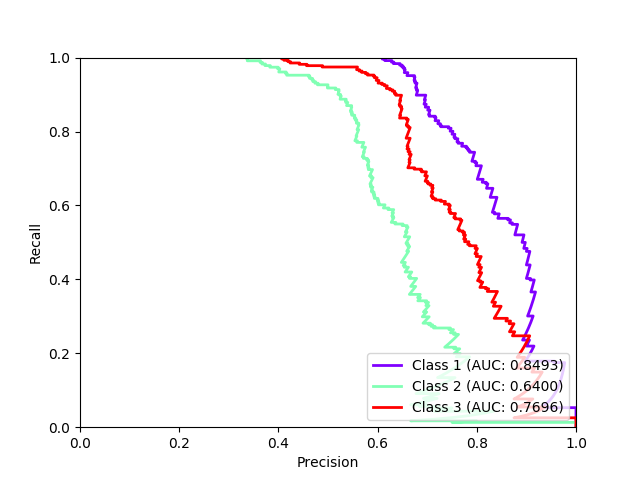 1.0
0.8
0.6
0.4
0.2
0.0
Recall
0.0 0.2 0.4 0.6 0.8 1.0
Precision
Class 1 (AUC: 0.8493)
Class 2 (AUC: 0.6400)
Class 3 (AUC: 0.7696)